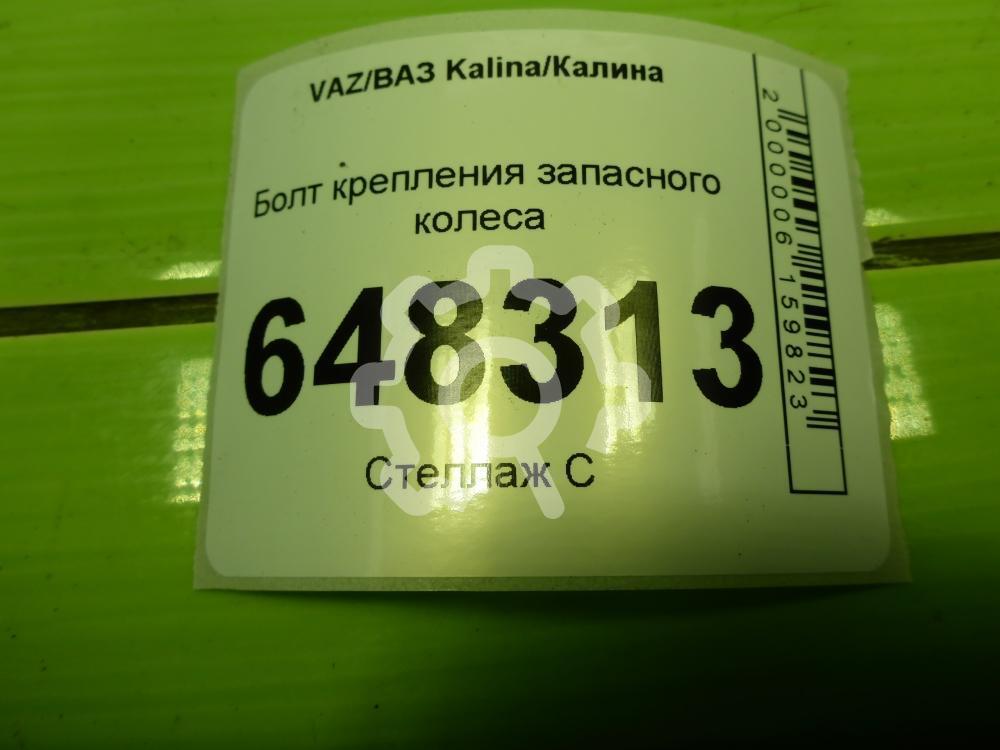 VAZ/ВАЗ Kalina/Калина
Болт крепления запасного
колеса
648313
Стеллаж С
2000006159823